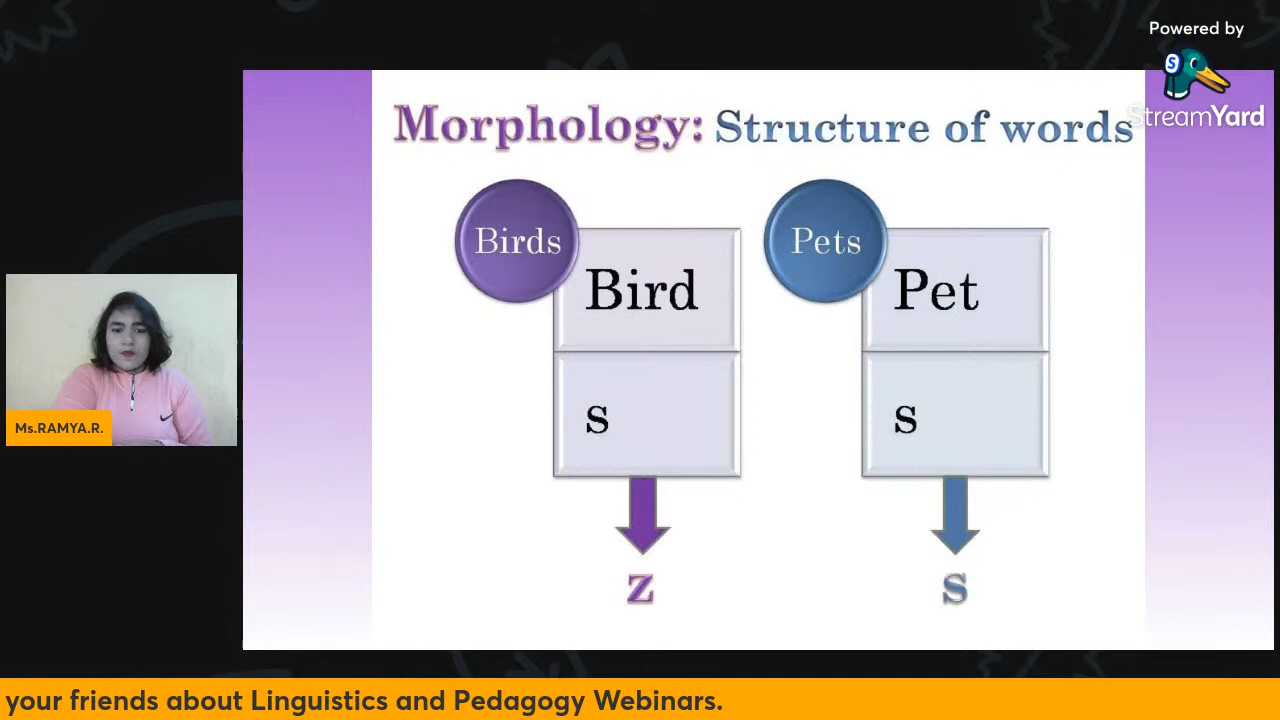 Powered by
StreamYard
Morphology: Structure of words
Birds
Bird
s
z
Pets
Pet
s
s
Ms.RAMYA.R.
your friends about Linguistics and Pedagogy Webinars.